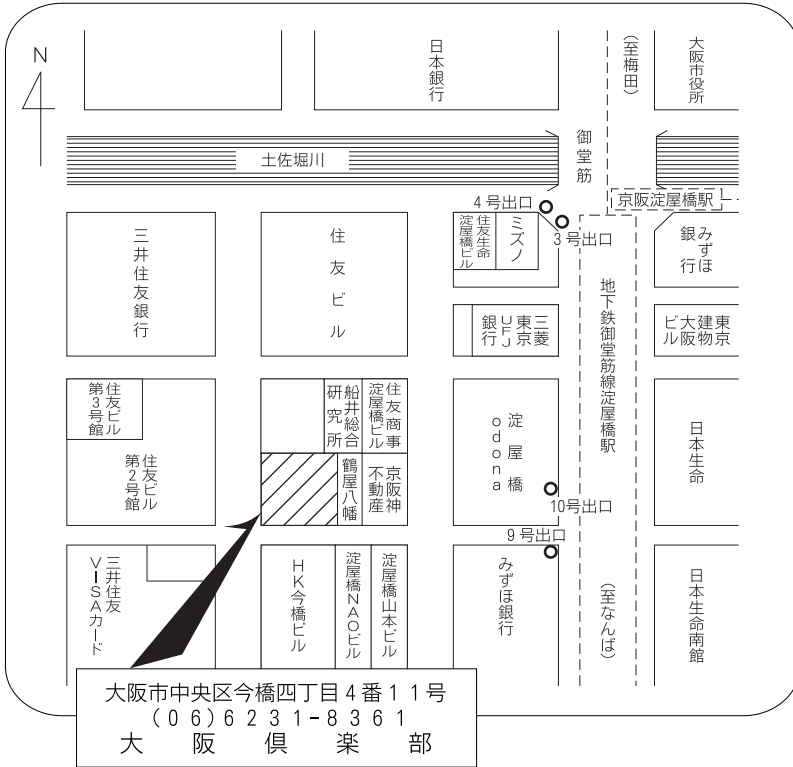 N
日本銀行
(至梅田)
大阪市役所
土佐堀川
御堂筋
京阪淀屋橋駅
4号出口
3号出口
三井住友銀行
住友ビル
住友生命
淀屋橋ビル
ミズノ
みずほ
銀行
地下鉄御堂筋線淀屋橋駅
三菱
東京
UFJ
銀行
東京
建物
大阪
ビル
住友ビル
第3号館
住友ビル
第2号館
船井総合
研究所
住友商事
淀屋橋ビル
鶴屋八幡
京阪神
不動産
淀屋橋
odona
10号出口
9号出口
日本生命
三井住友
VISAカード
HK今橋ビル
淀屋橋NAOビル
淀屋橋山本ビル
みずほ銀行
(至なんば)
日本生命南館
大阪市中央区今橋四丁目4番11号
(06)6231-8361
大阪倶楽部